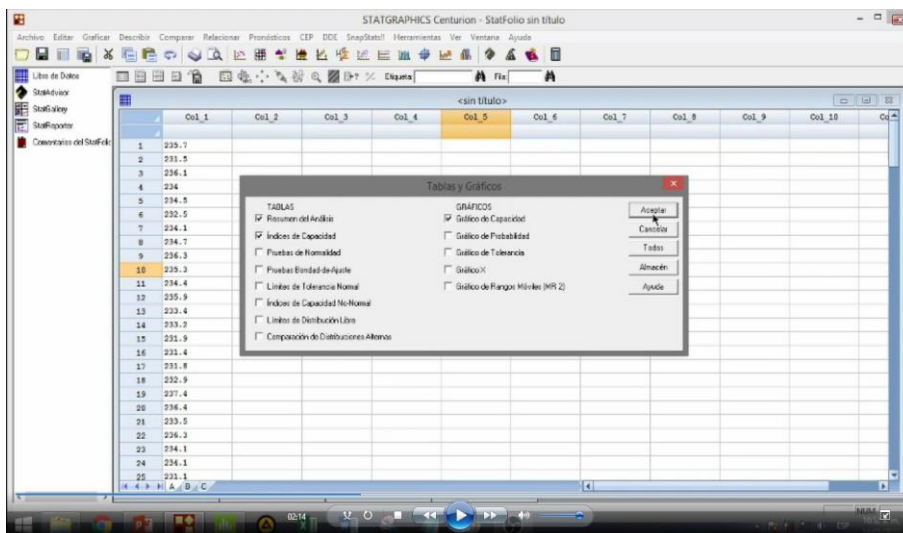 STATGRAPHICS Centurion - StatFolio sin título
Archivo Editar Graficar Describir Comparar Relacionar Pronósticos CEP DDE SnapStats!! Herramientas Ver Ventana Ayuda
Libro de Datos
StatAdvisor
StatGallery
StatReporter
Comentarios del StatFolio
Etiqueta:
Fila:
<sin título>
Col_1 Col_2 Col_3 Col_4 Col_5 Col_6 Col_7 Col_8 Col_9 Col_10
1 235.7
2 231.5
3 236.1
4 234
5 234.5
6 232.5
7 234.1
8 234.7
9 236.3
10 235.3
11 234.4
12 235.9
13 233.4
14 233.2
15 231.9
16 231.4
17 231.8
18 232.9
19 237.4
20 236.4
21 233.5
22 236.3
23 234.1
24 234.1
25 231.1
A B C
Tablas y Gráficos
TABLAS
Resumen del Análisis
Índices de Capacidad
Pruebas de Normalidad
Pruebas Bondad-de-Ajuste
Límites de Tolerancia Normal
Índices de Capacidad No-Normal
Límites de Distribución Libre
Comparación de Distribuciones Alternas
GRÁFICOS
Gráfico de Capacidad
Gráfico de Probabilidad
Gráfico de Tolerancia
Gráfico X
Gráfico de Rangos Móviles (MR 2)
Aceptar
Cancelar
Todos
Almacén
Ayuda
NUM
02:14